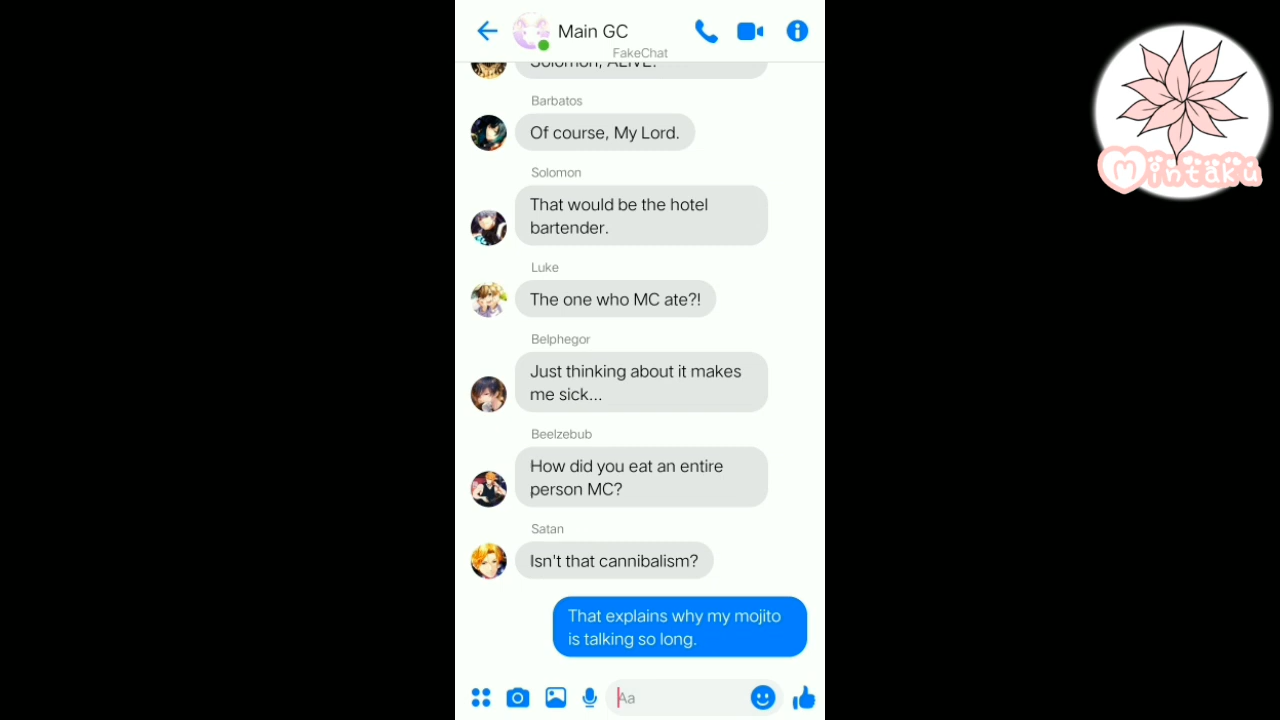 Main GC
FakeChat
Solomon, ALIVE.
Barbatos
Of course, My Lord.
Solomon
That would be the hotel
bartender.
Luke
The one who MC ate?!
Belphegor
Just thinking about it makes
me sick...
Beelzebub
How did you eat an entire
person MC?
Satan
Isn't that cannibalism?
That explains why my mojito
is talking so long.
Aa
Mintaku